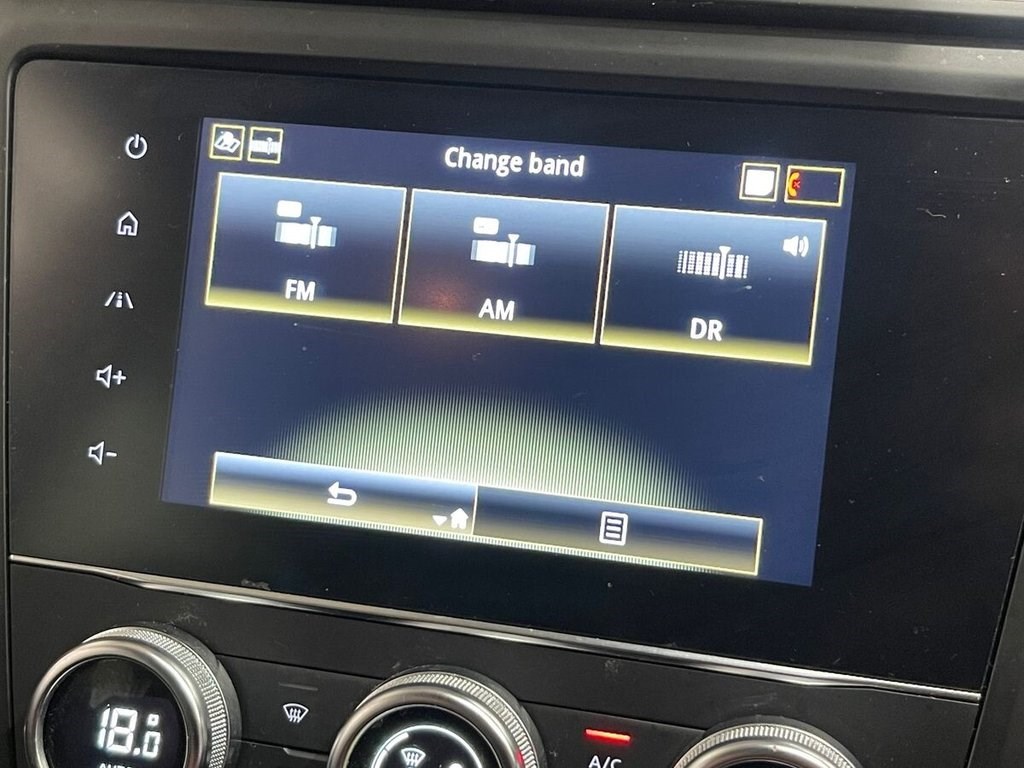 Change band
FM
AM
DR
18.0
A/C